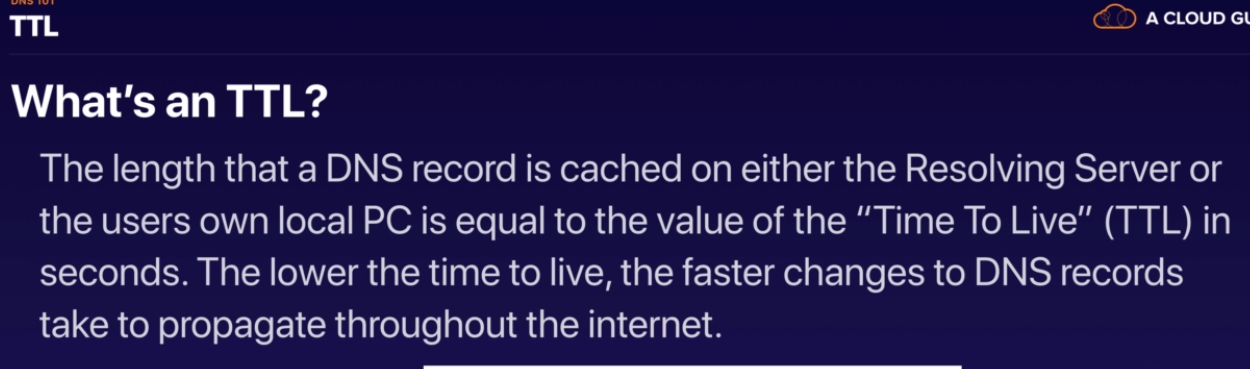 DNS 101
TTL
A CLOUD GU
What's an TTL?
The length that a DNS record is cached on either the Resolving Server or
the users own local PC is equal to the value of the “Time To Live” (TTL) in
seconds. The lower the time to live, the faster changes to DNS records
take to propagate throughout the internet.